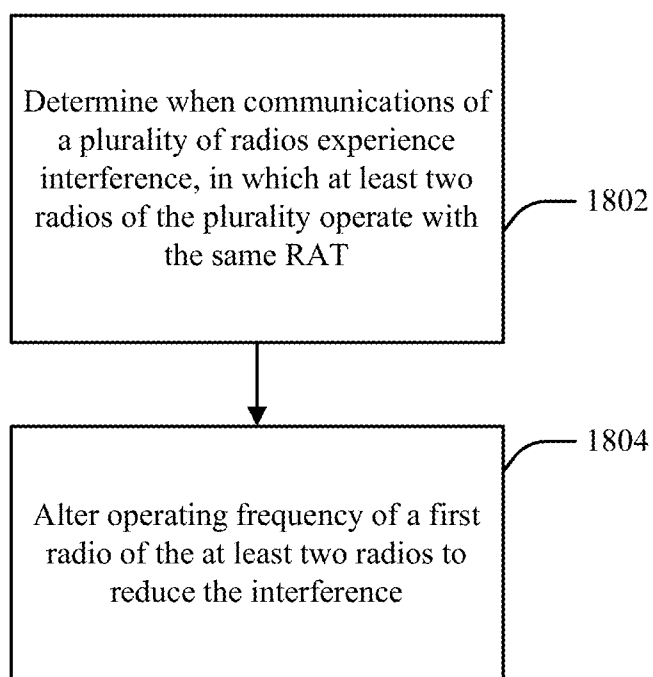 Determine when communications of
a plurality of radios experience
interference, in which at least two
radios of the plurality operate with
the same RAT
1802
Alter operating frequency of a first
radio of the at least two radios to
reduce the interference
1804